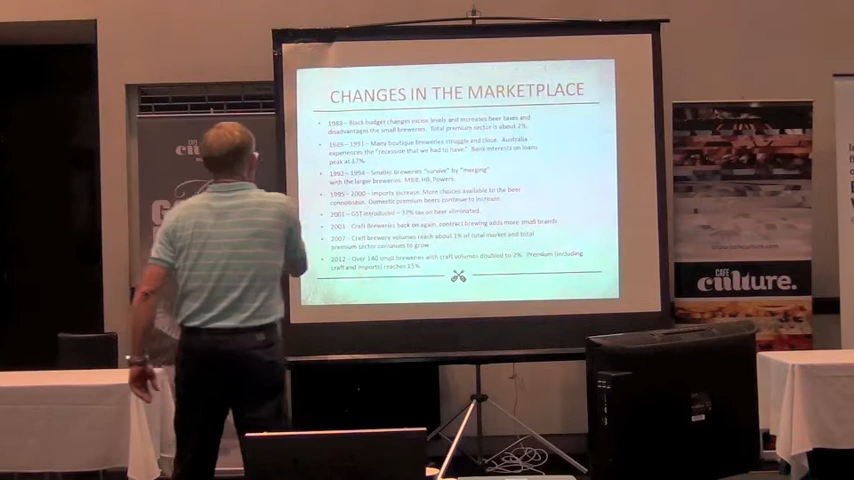 CHANGES IN THE MARKETPLACE
• 1988 – Black budget changes excise levels and increases beer taxes and
disadvantages the small breweries. Total premium sector is about 2%.
• 1989 – 1991 – Many boutique breweries struggle and close. Australia
experiences the "recession that we had to have." Bank interests on loans
peak at 17%.
• 1992 – 1994 – Smaller breweries "survive" by "merging"
with the larger breweries. MSB, HB, Powers.
• 1995 – 2000 – Imports increase. More choices available to the beer
connoisseur. Domestic premium beers continue to increase.
• 2001 – GST introduced – 37% tax on beer eliminated.
• 2003 – Craft Breweries back on again, contract brewing adds more small brands.
• 2007 – Craft brewery volumes reach about 1% of total market and total
premium sector continues to grow
• 2012 – Over 140 small breweries with craft volumes doubled to 2%. Premium (including
craft and imports) reaches 15%.
CAFE
culture.